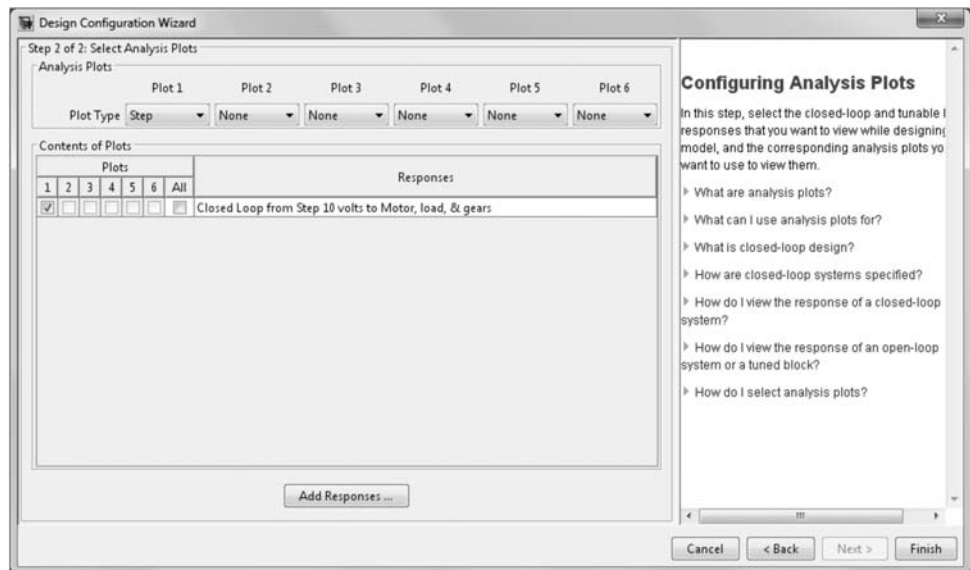 Design Configuration Wizard
Step 2 of 2: Select Analysis Plots
Analysis Plots
Plot 1 Plot 2 Plot 3 Plot 4 Plot 5 Plot 6
Plot Type Step None None None None None
Contents of Plots
Plots
Responses
1 2 3 4 5 6 All
Closed Loop from Step 10 volts to Motor, load, & gears
Add Responses ...
Configuring Analysis Plots
In this step, select the closed-loop and tunable
responses that you want to view while designing
model, and the corresponding analysis plots yo
want to use to view them.
What are analysis plots?
What can I use analysis plots for?
What is closed-loop design?
How are closed-loop systems specified?
How do I view the response of a closed-loop
system?
How do I view the response of an open-loop
system or a tuned block?
How do I select analysis plots?
Cancel < Back Next > Finish